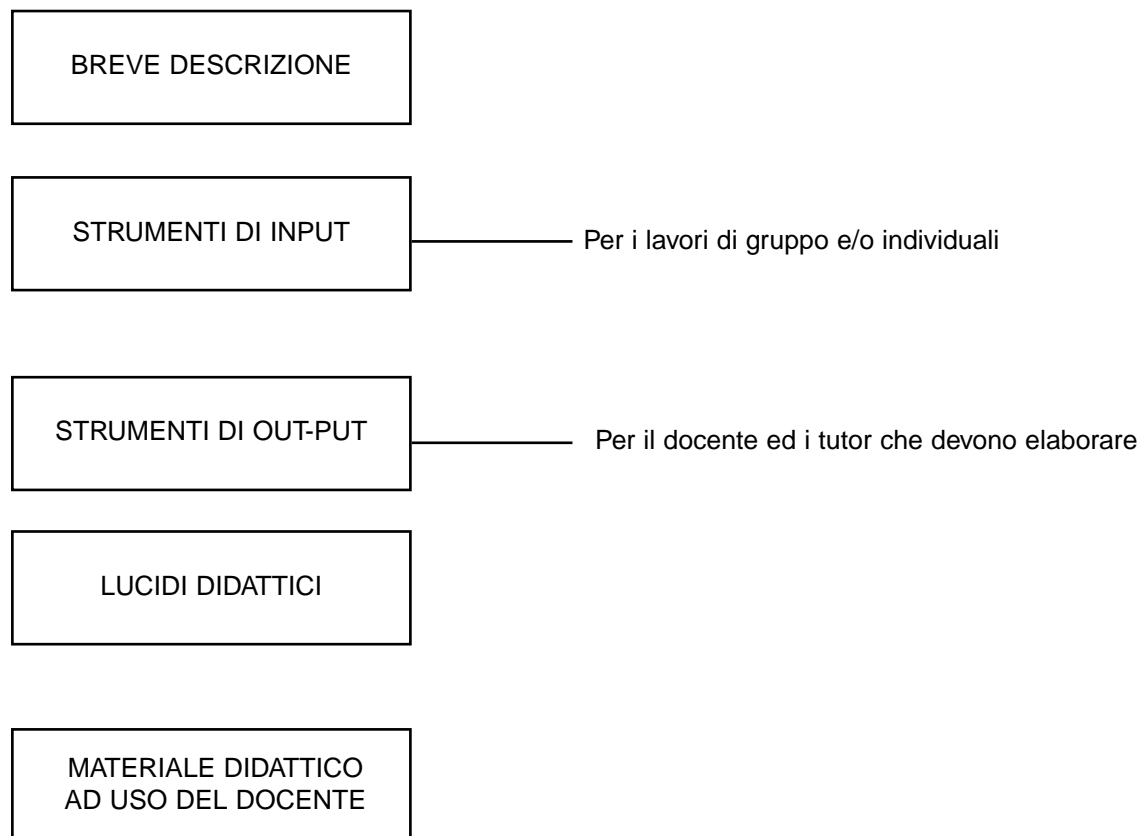 BREVE DESCRIZIONE
STRUMENTI DI INPUT
Per i lavori di gruppo e/o individuali
STRUMENTI DI OUT-PUT
Per il docente ed i tutor che devono elaborare
LUCIDI DIDATTICI
MATERIALE DIDATTICO
AD USO DEL DOCENTE